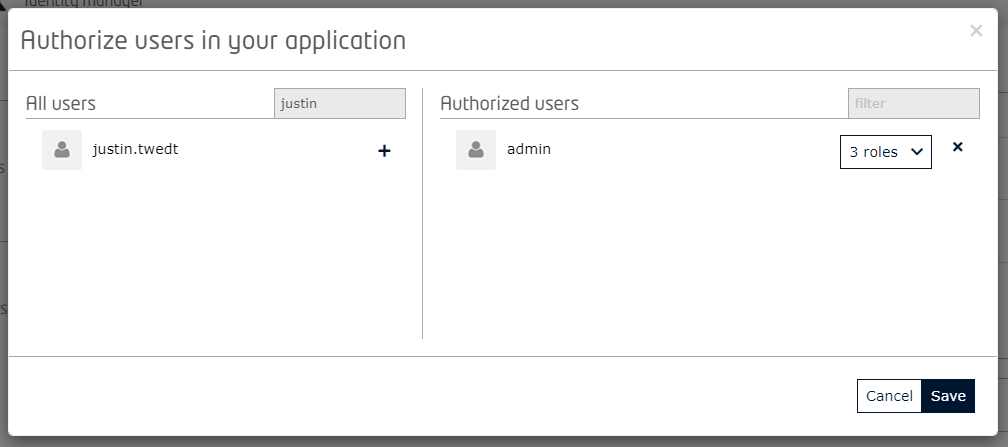 Identity manager
Authorize users in your application
×
All users
justin
Authorized users
filter
justin.twedt
+
admin
3 roles
×
s
s
Cancel
Save